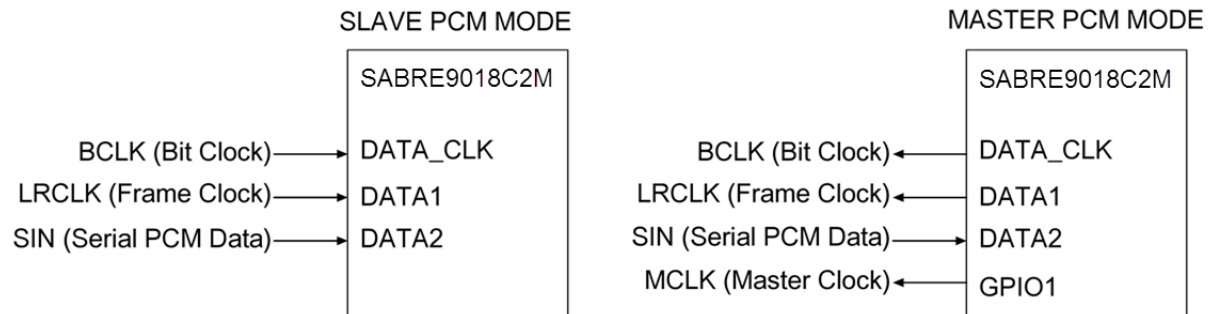 SLAVE PCM MODE
SABRE9018C2M
BCLK (Bit Clock) DATA_CLK
LRCLK (Frame Clock) DATA1
SIN (Serial PCM Data) DATA2
MASTER PCM MODE
SABRE9018C2M
BCLK (Bit Clock) DATA_CLK
LRCLK (Frame Clock) DATA1
SIN (Serial PCM Data) DATA2
MCLK (Master Clock) GPIO1